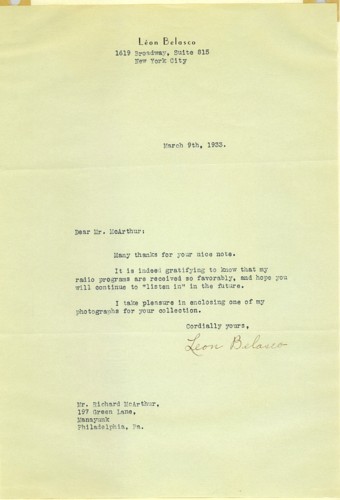 Léon Belasco
1619 Broadway, Suite 815
New York City
March 9th, 1933.
Dear Mr. McArthur:
Many thanks for your nice note.
It is indeed gratifying to know that my
radio programs are received so favorably, and hope you
will continue to "listen in" in the future.
I take pleasure in enclosing one of my
photographs for your collection.
Cordially yours,
Leon Belasco
Mr. Richard McArthur,
197 Green Lane,
Manayunk
Philadelphia, Pa.